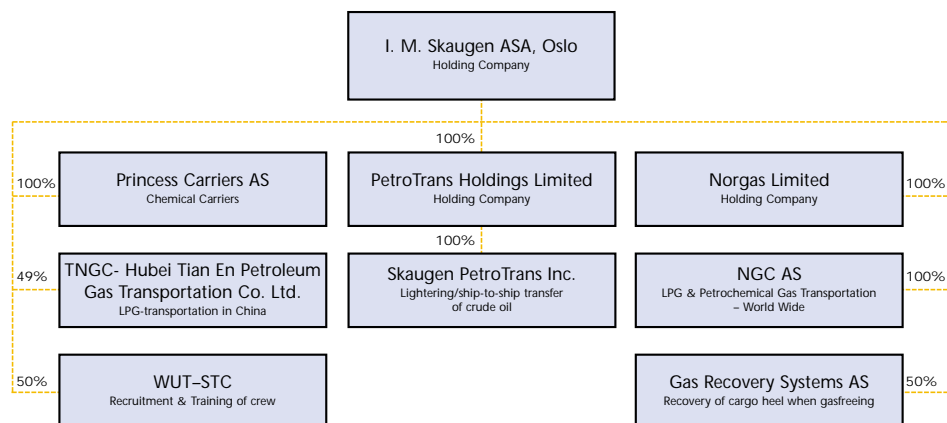 I. M. Skaugen ASA, Oslo
Holding Company
100%
100%
Princess Carriers AS
Chemical Carriers
PetroTrans Holdings Limited
Holding Company
Norgas Limited
Holding Company
100%
100%
49%
TNGC- Hubei Tian En Petroleum
Gas Transportation Co. Ltd.
LPG-transportation in China
Skaugen PetroTrans Inc.
Lightering/ship-to-ship transfer
of crude oil
NGC AS
LPG & Petrochemical Gas Transportation
– World Wide
100%
50%
WUT–STC
Recruitment & Training of crew
Gas Recovery Systems AS
Recovery of cargo heel when gasfreeing
50%